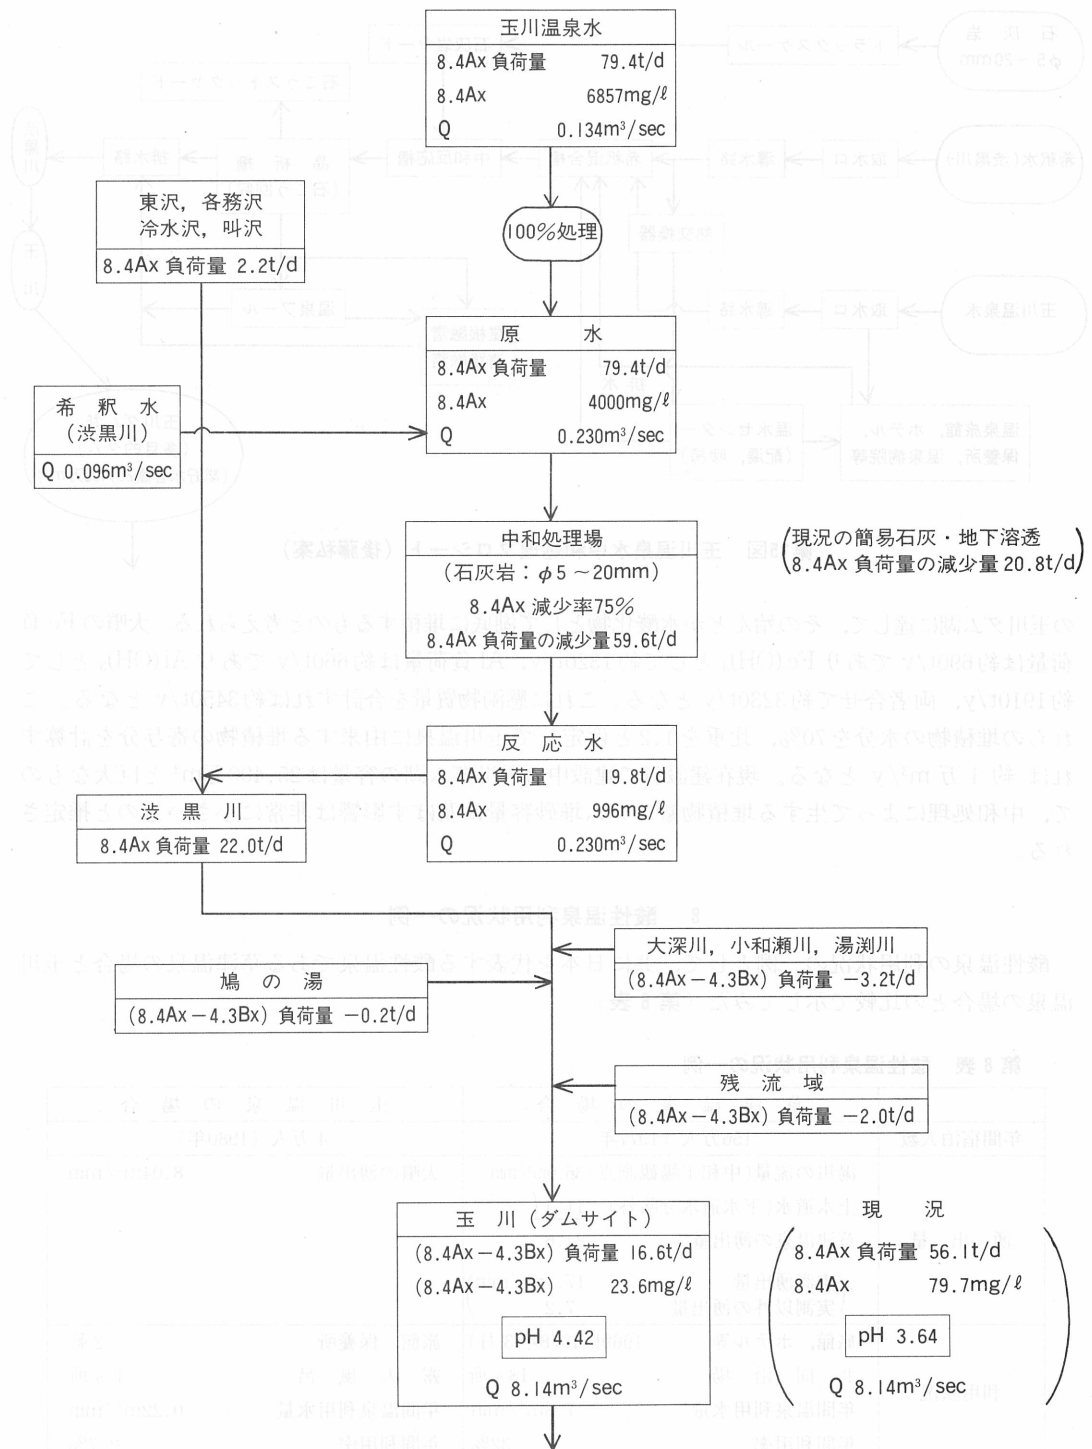 玉川温泉水
8.4Ax 負荷量 79.4t/d
8.4Ax 6857mg/ℓ
Q 0.134m³/sec
100%処理
東沢，各務沢
冷水沢，叫沢
8.4Ax 負荷量 2.2t/d
原 水
8.4Ax 負荷量 79.4t/d
8.4Ax 4000mg/ℓ
Q 0.230m³/sec
希 釈 水
（渋黒川）
Q 0.096m³/sec
中和処理場
（石灰岩：φ5～20mm）
8.4Ax 減少率75%
8.4Ax 負荷量の減少量59.6t/d
（現況の簡易石灰・地下溶透
8.4Ax 負荷量の減少量20.8t/d）
反 応 水
8.4Ax 負荷量 19.8t/d
8.4Ax 996mg/ℓ
Q 0.230m³/sec
渋 黒 川
8.4Ax 負荷量 22.0t/d
大深川，小和瀬川，湯渕川
(8.4Ax－4.3Bx) 負荷量 －3.2t/d
鳩 の 湯
(8.4Ax－4.3Bx) 負荷量 －0.2t/d
残 流 域
(8.4Ax－4.3Bx) 負荷量 －2.0t/d
玉 川（ダムサイト）
(8.4Ax－4.3Bx) 負荷量 16.6t/d
(8.4Ax－4.3Bx) 23.6mg/ℓ
pH 4.42
Q 8.14m³/sec
現 況
8.4Ax 負荷量 56.1t/d
8.4Ax 79.7mg/ℓ
pH 3.64
Q 8.14m³/sec